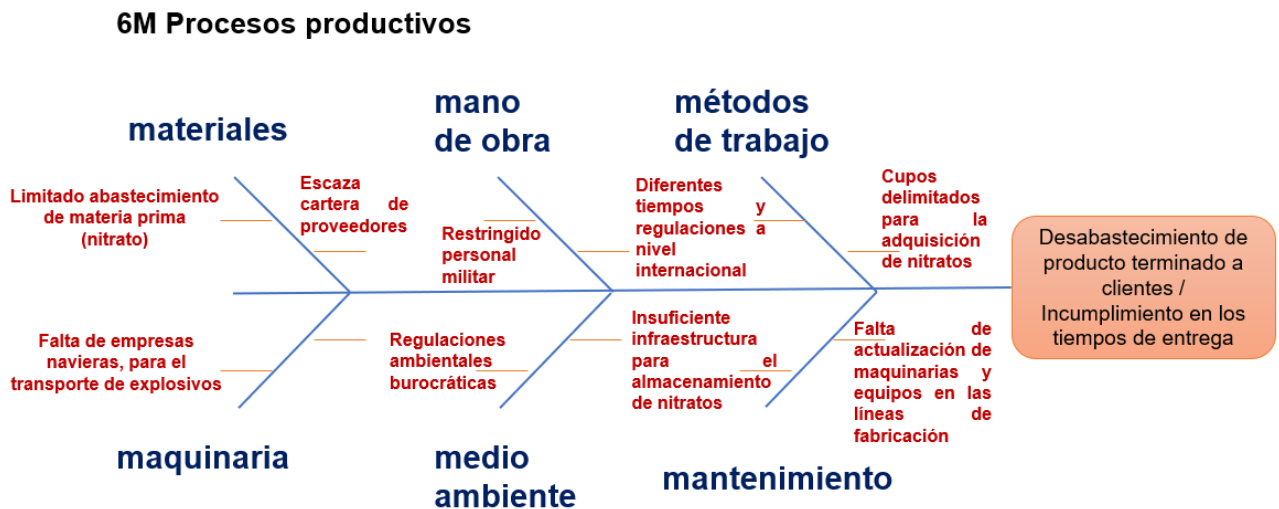 6M Procesos productivos
materiales
mano
de obra
métodos
de trabajo
Limitado abastecimiento
de materia prima
(nitrato)
Escaza
cartera de
proveedores
Restringido
personal
militar
Diferentes
tiempos y
regulaciones a
nivel
internacional
Cupos
delimitados
para la
adquisición
de nitratos
Desabastecimiento de
producto terminado a
clientes /
Incumplimiento en los
tiempos de entrega
Falta de empresas
navieras, para el
transporte de explosivos
Regulaciones
ambientales
burocráticas
Insuficiente
infraestructura
para el
almacenamiento
de nitratos
Falta de
actualización de
maquinarias y
equipos en las
líneas de
fabricación
maquinaria
medio
ambiente
mantenimiento